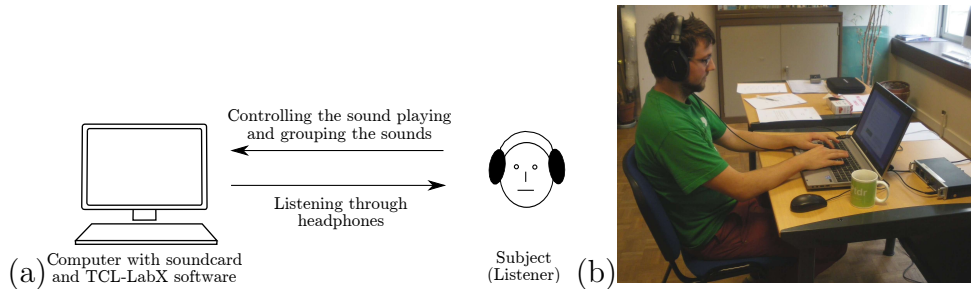 Controlling the sound playing
and grouping the sounds
Listening through
headphones
(a)
Computer with soundcard
and TCL-LabX software
Subject
(Listener)
(b)
idr